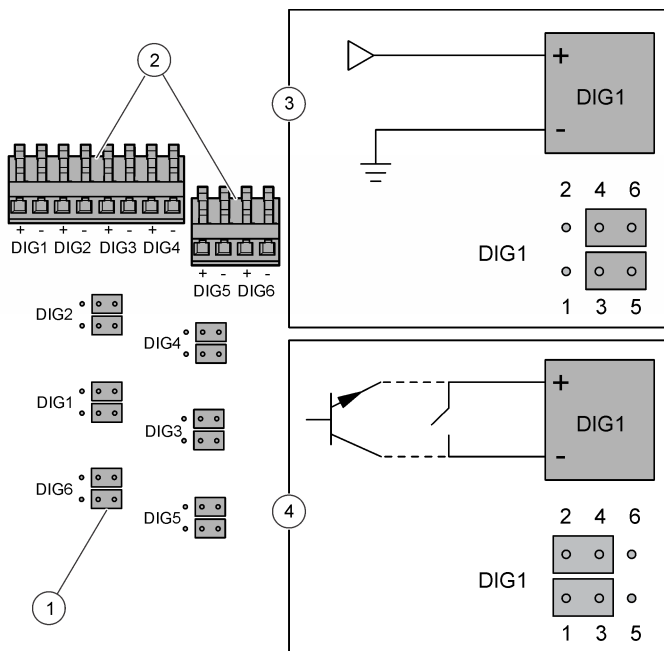 2
+ - + - + - + -
DIG1 DIG2 DIG3 DIG4
+ - + -
DIG5 DIG6
DIG2
DIG4
DIG1
DIG3
DIG6
DIG5
1
3
+
DIG1
-
2 4 6
DIG1
1 3 5
4
+
DIG1
-
2 4 6
DIG1
1 3 5